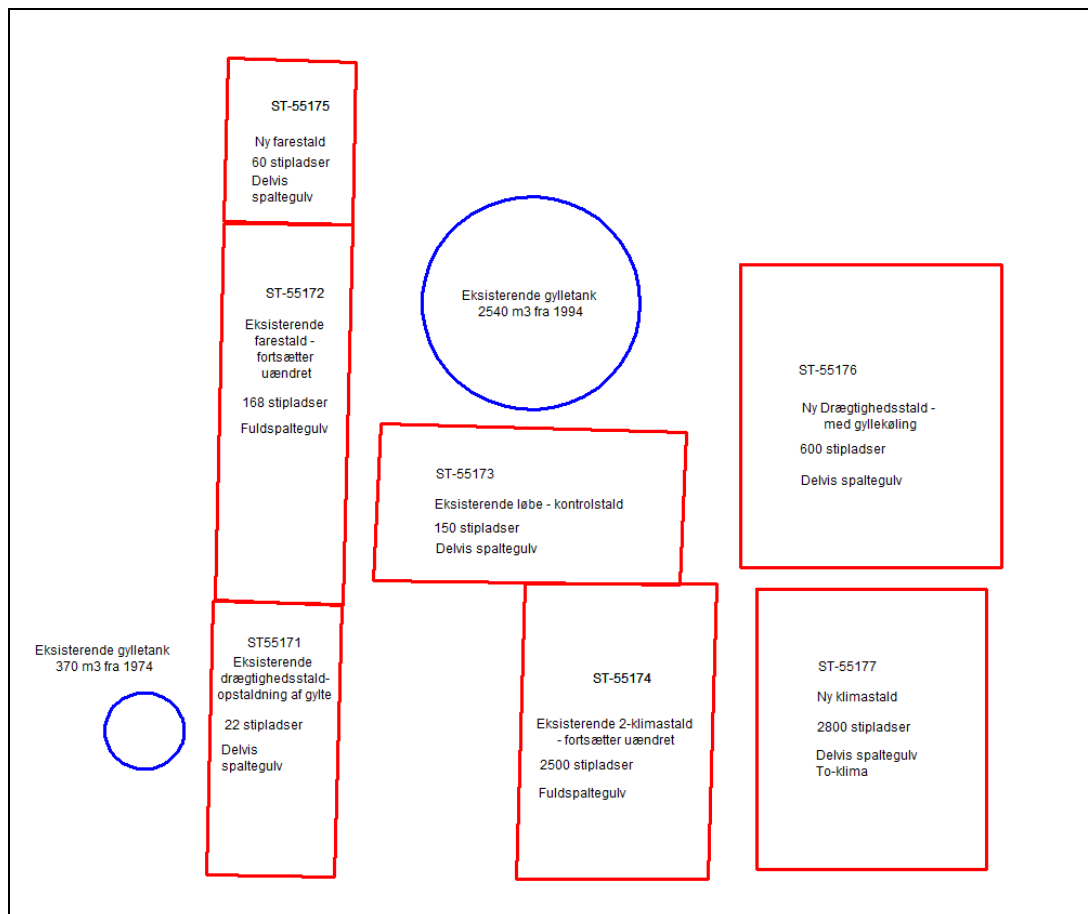 ST-55175
Ny farestald
60 stipladser
Delvis
spaltegulv
ST-55172
Eksisterende
farestald -
fortsætter
uændret
168 stipladser
Fuldspaltegulv
Eksisterende gylletank
2540 m3 fra 1994
ST-55176
Ny Drægtighedsstald -
med gyllekøling
600 stipladser
Delvis spaltegulv
ST-55173
Eksisterende løbe - kontrolstald
150 stipladser
Delvis spaltegulv
Eksisterende gylletank
370 m3 fra 1974
ST55171
Eksisterende
drægtighedsstald-
opstaldning af gylte
22 stipladser
Delvis
spaltegulv
ST-55174
Eksisterende 2-klimastald
- fortsætter uændret
2500 stipladser
Fuldspaltegulv
ST-55177
Ny klimastald
2800 stipladser
Delvis spaltegulv
To-klima